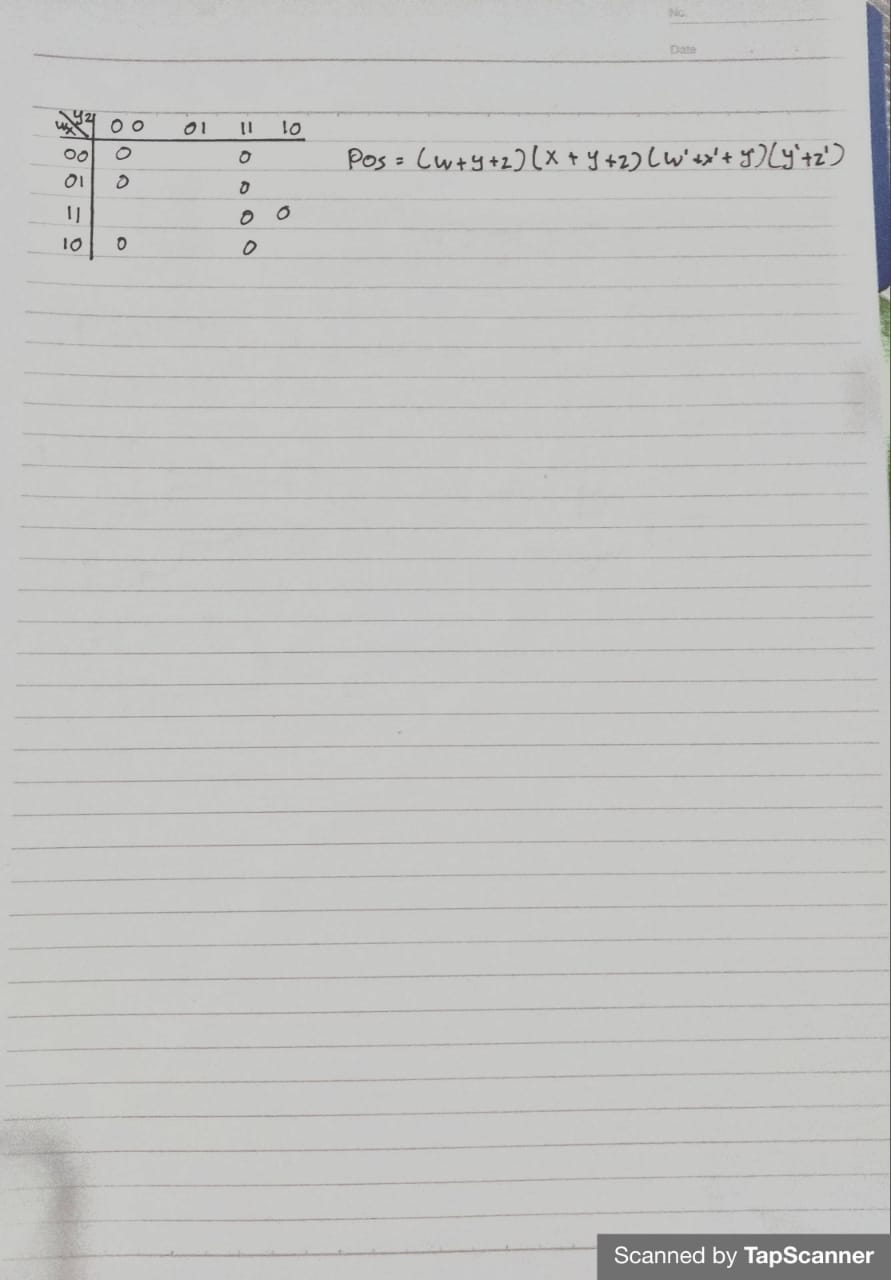 No.
Date
wx yz 00 01 11 10
00 0 0
01 0 0
11 0 0
10 0 0
Pos = (w+y+z)(x+y+z)(w'+x'+y')(y'+z')
Scanned by TapScanner